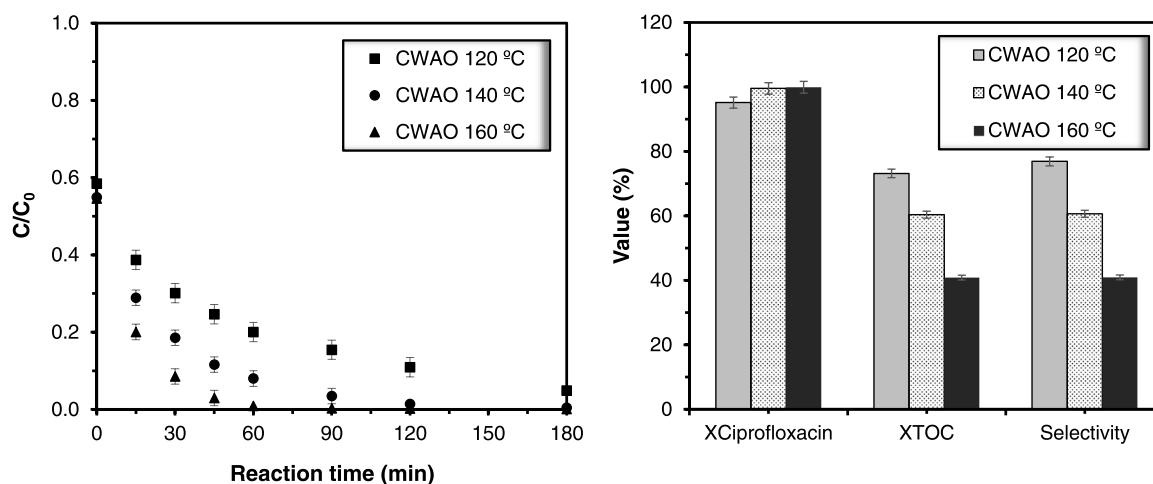 1.0
0.8
0.6
0.4
0.2
0.0
C/C0
CWAO 120 ºC
CWAO 140 ºC
CWAO 160 ºC
0
30
60
90
120
150
180
Reaction time (min)
120
100
80
60
40
20
0
Value (%)
CWAO 120 ºC
CWAO 140 ºC
CWAO 160 ºC
XCiprofloxacin
XTOC
Selectivity